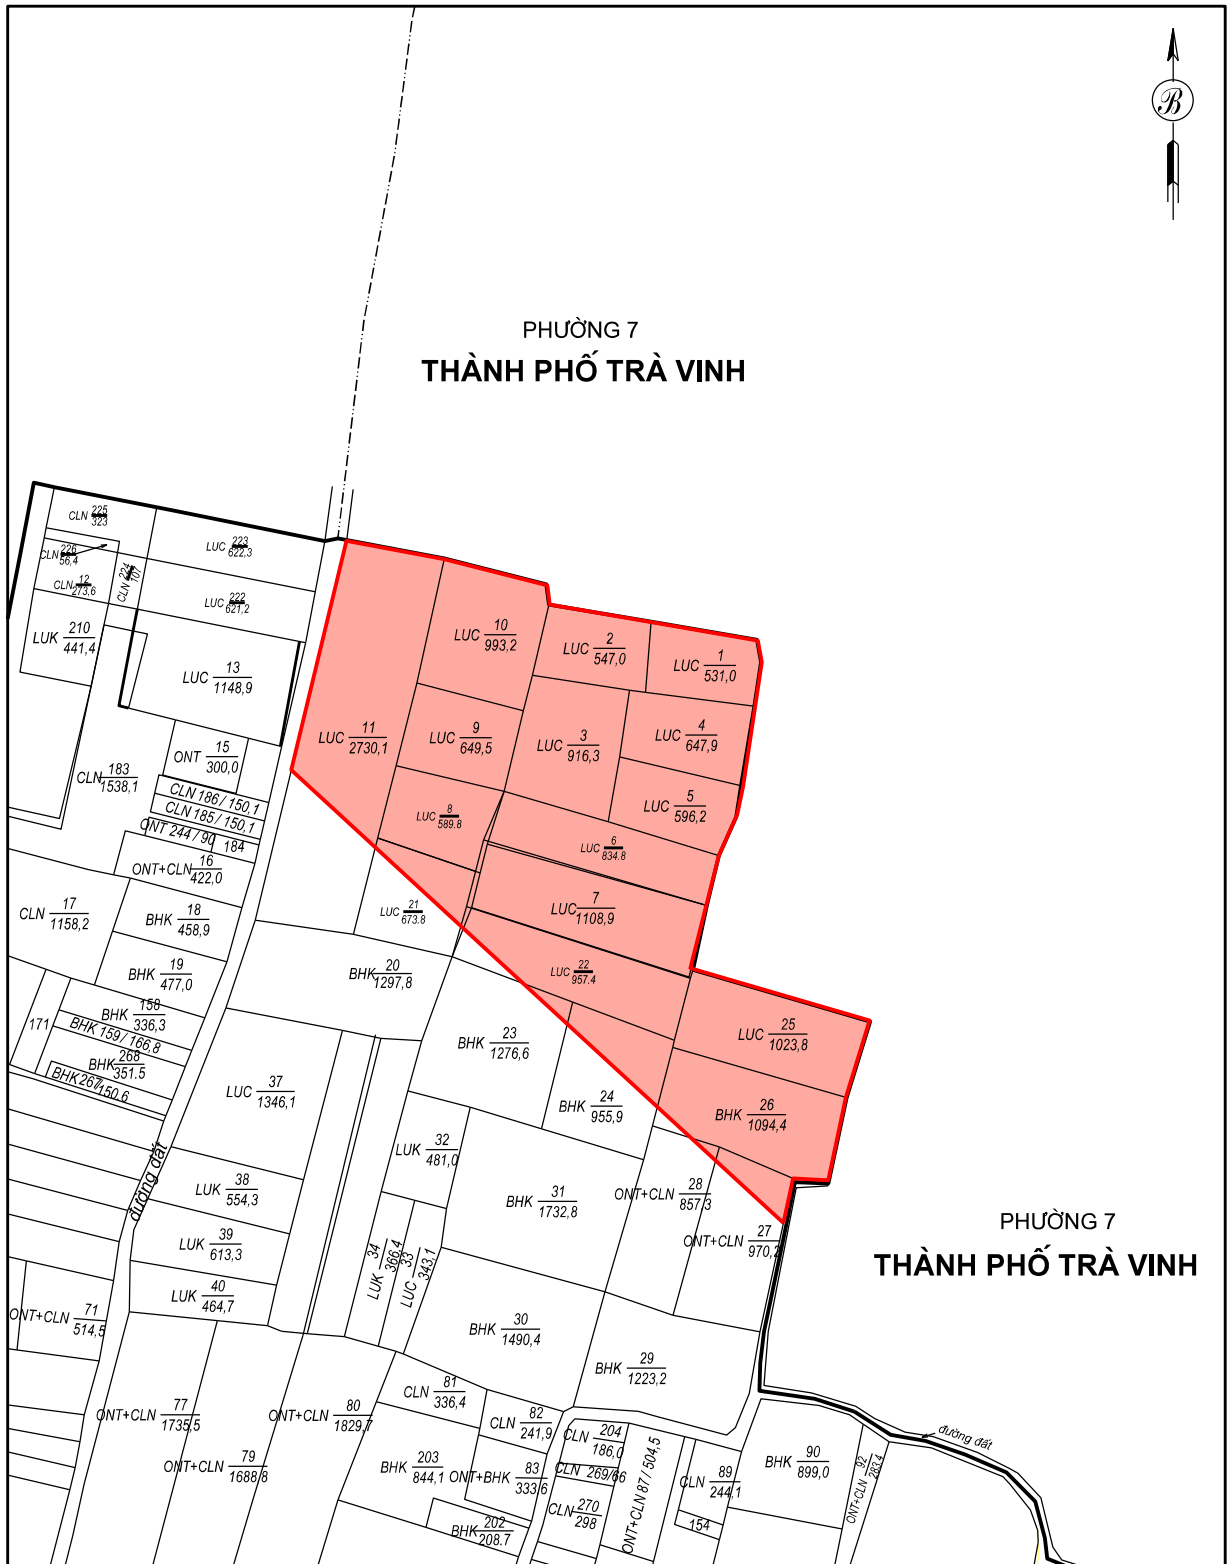 B
PHƯỜNG 7
THÀNH PHỐ TRÀ VINH
CLN 225
323
LUC 223
622,3
CLN 226
56,4
CLN 224
107
CLN 12
273,6
LUC 222
621,2
LUK 210
441,4
LUC 13
1148,9
LUC 10
993,2
LUC 2
547,0
LUC 1
531,0
LUC 11
2730,1
LUC 9
649,5
LUC 3
916,3
LUC 4
647,9
ONT 15
300,0
CLN 183
1538,1
CLN 186 / 150,1
CLN 185 / 150,1
ONT 244 / 90
184
LUC 8
589.8
LUC 5
596,2
LUC 6
834.8
ONT+CLN 16
422,0
CLN 17
1158,2
BHK 18
458,9
LUC 21
673.8
LUC 7
1108,9
BHK 19
477,0
BHK 20
1297,8
LUC 22
957.4
171
BHK 158
336,3
BHK 159 / 166,8
BHK 268
351.5
BHK 267
150.6
BHK 23
1276,6
LUC 25
1023,8
LUC 37
1346,1
BHK 24
955,9
BHK 26
1094,4
đường đất
LUK 32
481,0
LUK 38
554,3
BHK 31
1732,8
ONT+CLN 28
857,3
ONT+CLN 27
970,2
PHƯỜNG 7
THÀNH PHỐ TRÀ VINH
LUK 39
613,3
LUK 34
366,4
LUC 33
343,1
LUK 40
464,7
ONT+CLN 71
514,5
BHK 30
1490,4
BHK 29
1223,2
CLN 81
336,4
ONT+CLN 77
1735,5
ONT+CLN 80
1829,7
CLN 82
241,9
CLN 204
186,0
đường đất
ONT+CLN 79
1688,8
BHK 203
844,1
ONT+BHK 83
333,6
CLN 269/66
ONT+CLN 87 / 504,5
CLN 89
244,1
BHK 90
899,0
ONT+CLN 92
283,4
CLN 270
298
BHK 202
208.7
154